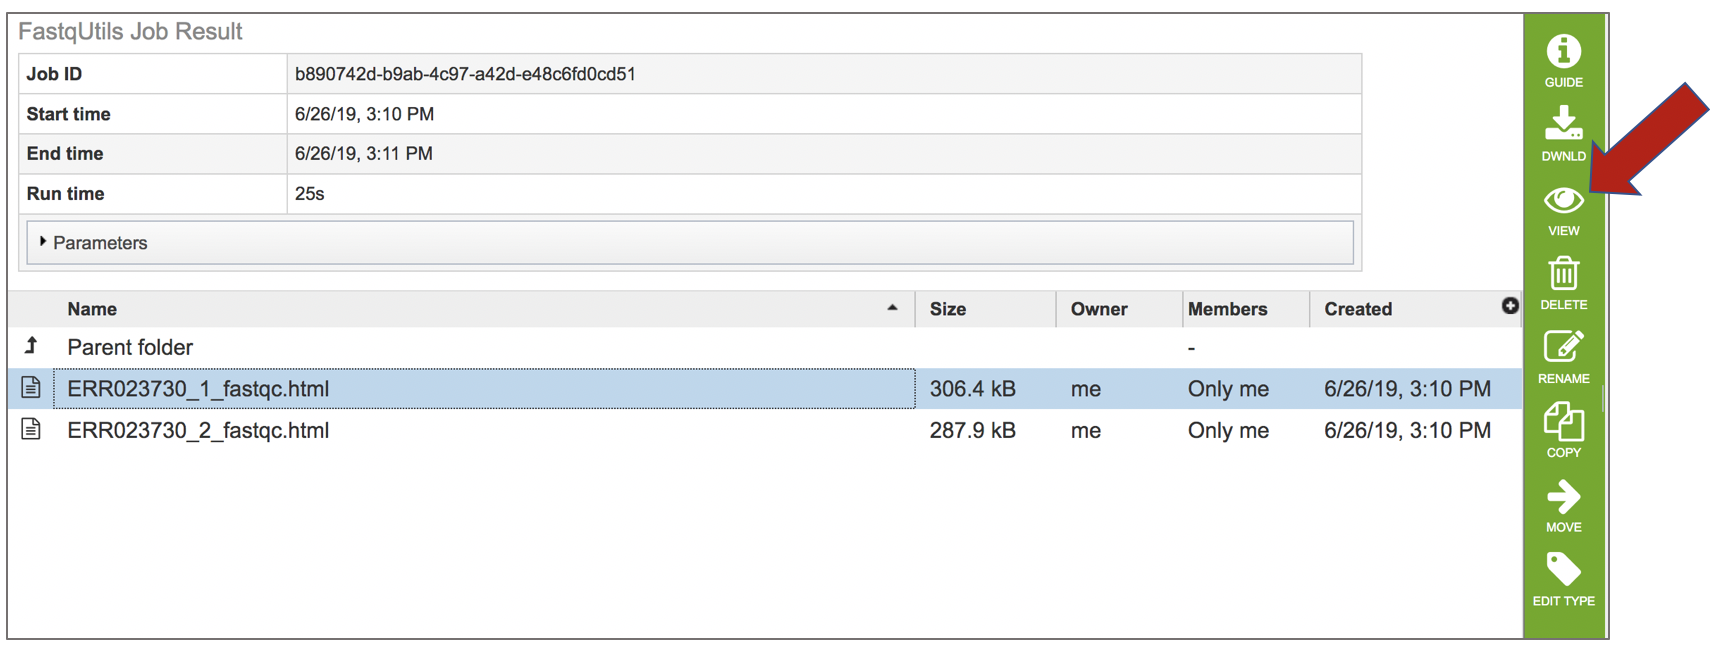 FastqUtils Job Result
Job ID b890742d-b9ab-4c97-a42d-e48c6fd0cd51
Start time 6/26/19, 3:10 PM
End time 6/26/19, 3:11 PM
Run time 25s
Parameters
Name Size Owner Members Created
Parent folder -
ERR023730_1_fastqc.html 306.4 kB me Only me 6/26/19, 3:10 PM
ERR023730_2_fastqc.html 287.9 kB me Only me 6/26/19, 3:10 PM
GUIDE
DWNLD
VIEW
DELETE
RENAME
COPY
MOVE
EDIT TYPE